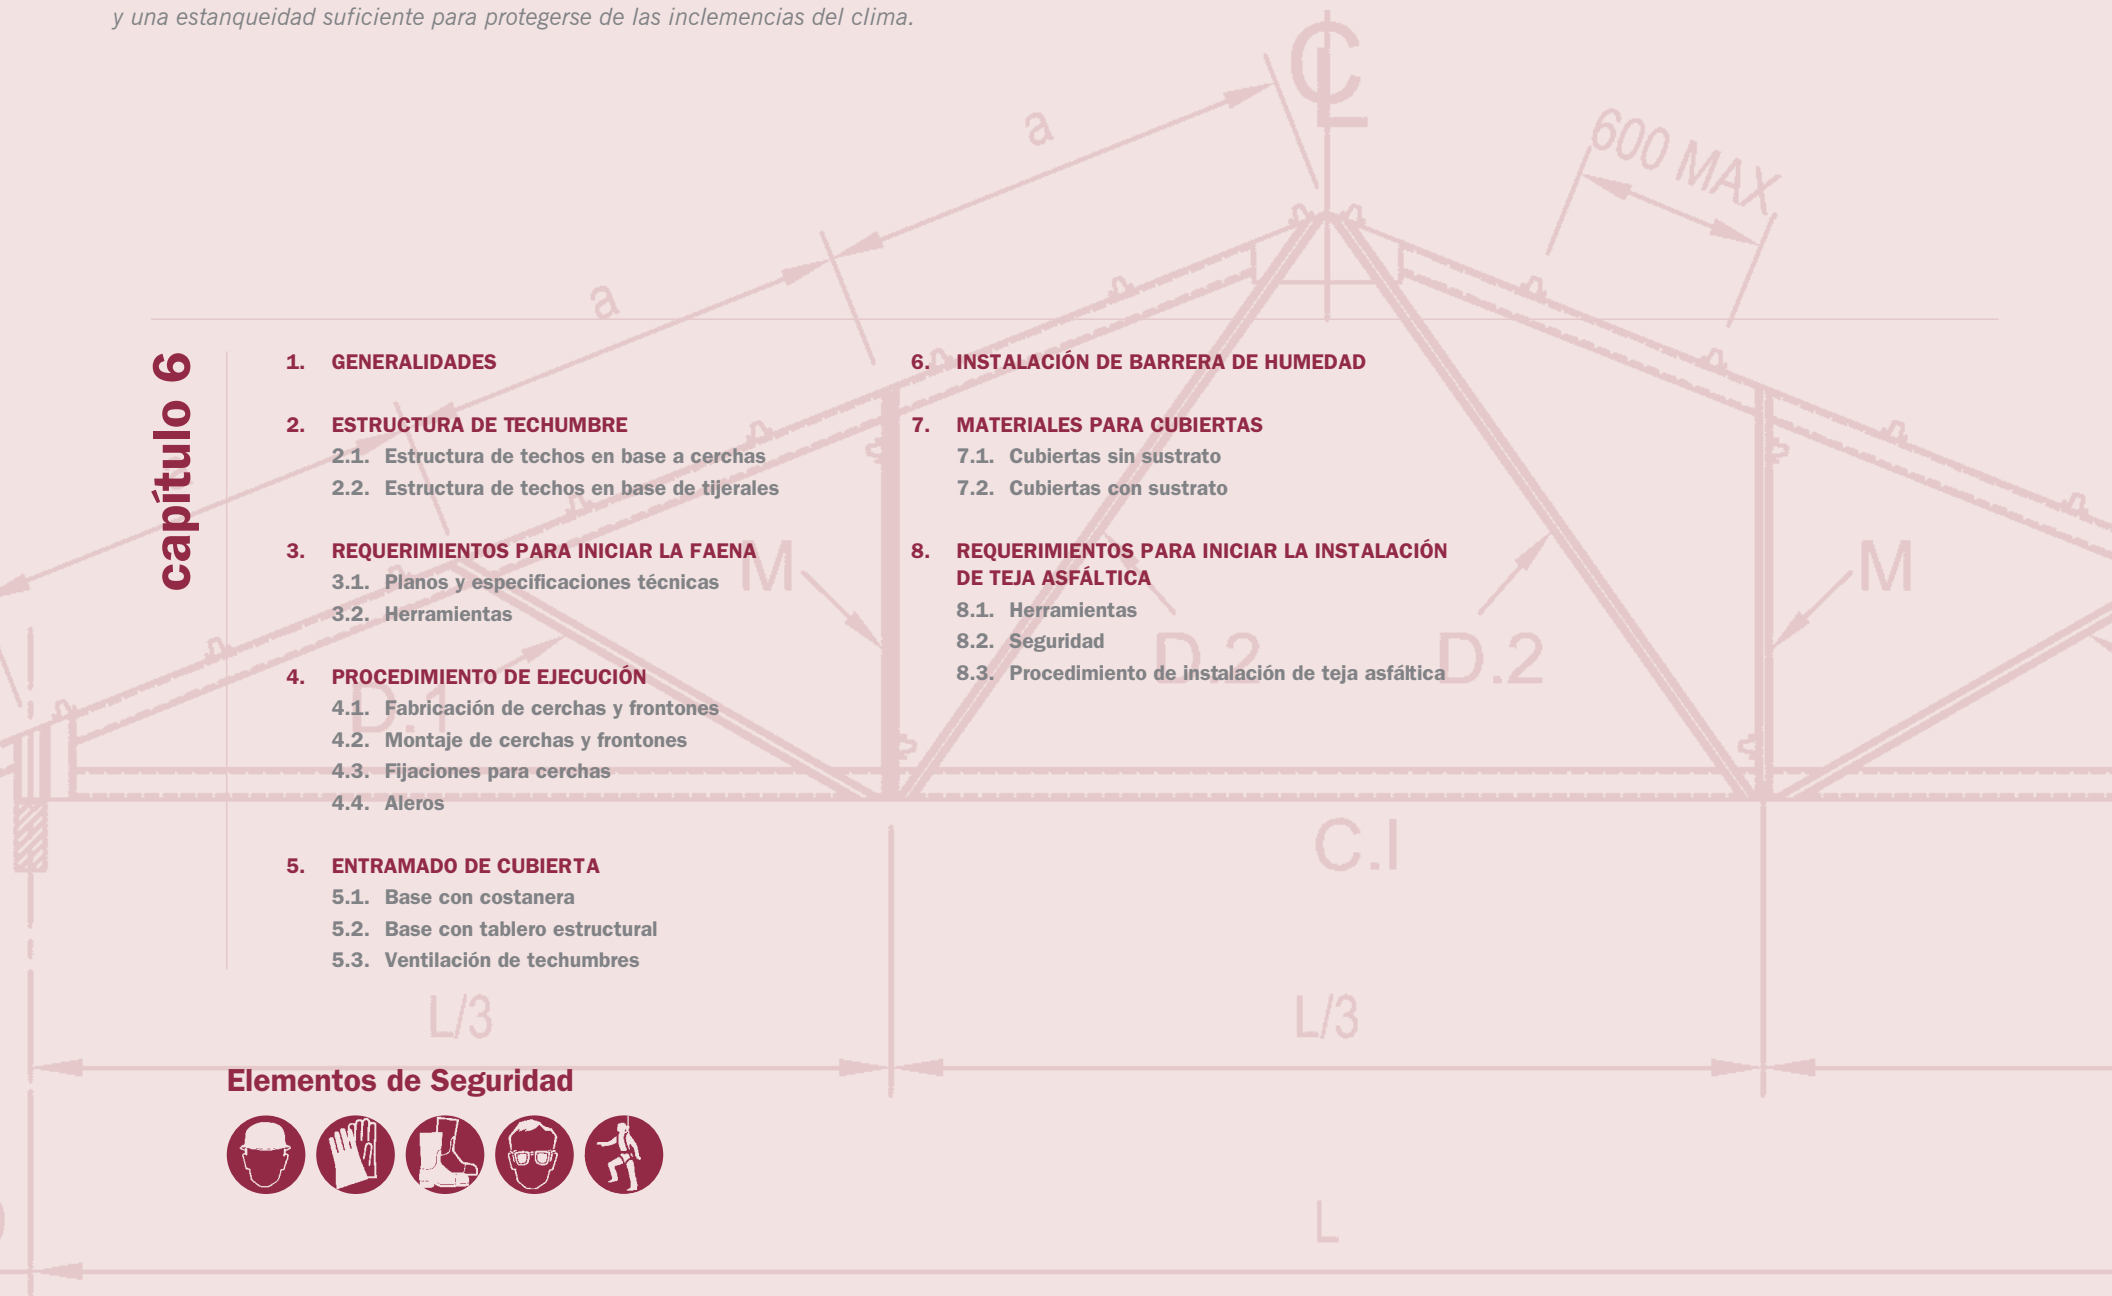 y una estanqueidad suficiente para protegerse de las inclemencias del clima.
capítulo 6
1. GENERALIDADES
2. ESTRUCTURA DE TECHUMBRE
2.1. Estructura de techos en base a cerchas
2.2. Estructura de techos en base de tijerales
3. REQUERIMIENTOS PARA INICIAR LA FAENA
3.1. Planos y especificaciones técnicas
3.2. Herramientas
4. PROCEDIMIENTO DE EJECUCIÓN
4.1. Fabricación de cerchas y frontones
4.2. Montaje de cerchas y frontones
4.3. Fijaciones para cerchas
4.4. Aleros
5. ENTRAMADO DE CUBIERTA
5.1. Base con costanera
5.2. Base con tablero estructural
5.3. Ventilación de techumbres
6. INSTALACIÓN DE BARRERA DE HUMEDAD
7. MATERIALES PARA CUBIERTAS
7.1. Cubiertas sin sustrato
7.2. Cubiertas con sustrato
8. REQUERIMIENTOS PARA INICIAR LA INSTALACIÓN
DE TEJA ASFÁLTICA
8.1. Herramientas
8.2. Seguridad
8.3. Procedimiento de instalación de teja asfáltica
Elementos de Seguridad
CL
a
600 MAX
a
M
M
D.1
D.2
D.2
C.I
L/3
L/3
L